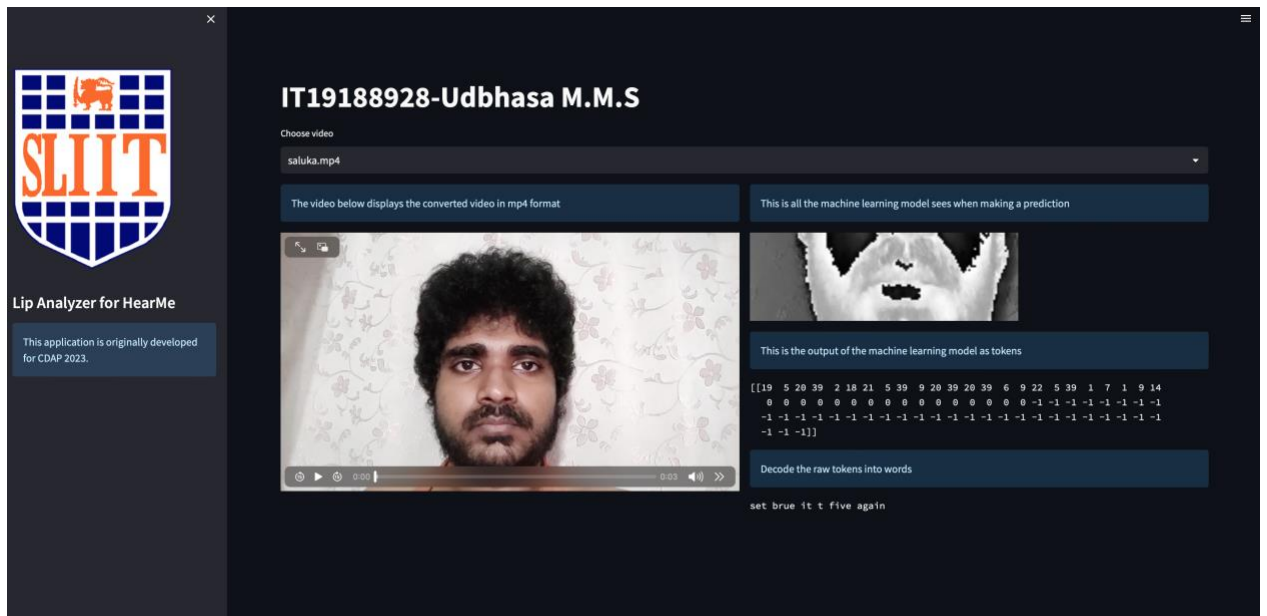 SLIIT
Lip Analyzer for HearMe
This application is originally developed
for CDAP 2023.
IT19188928-Udbhasa M.M.S
Choose video
saluka.mp4
The video below displays the converted video in mp4 format
0:00
0:03
This is all the machine learning model sees when making a prediction
This is the output of the machine learning model as tokens
[[19 5 20 39 2 18 21 5 39 9 20 39 20 39 6 9 22 5 39 1 7 1 9 14
0 0 0 0 0 0 0 0 0 0 0 0 0 0 0 0 -1 -1 -1 -1 -1 -1 -1 -1
-1 -1 -1 -1 -1 -1 -1 -1 -1 -1 -1 -1 -1 -1 -1 -1 -1 -1 -1 -1 -1 -1 -1 -1
-1 -1 -1]]
Decode the raw tokens into words
set brue it t five again